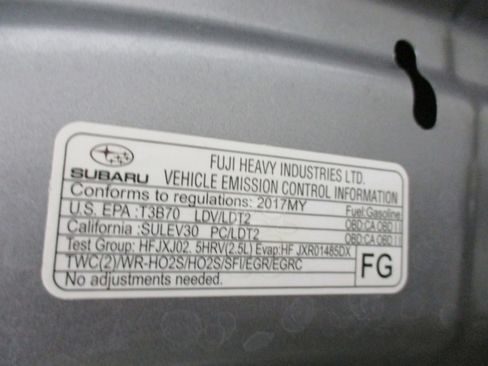 SUBARU
FUJI HEAVY INDUSTRIES LTD.
VEHICLE EMISSION CONTROL INFORMATION
Conforms to regulations: 2017MY Fuel:Gasoline
U.S. EPA : T3B70 LDV/LDT2 OBD:CA OBD II
California : SULEV30 PC/LDT2 OBD:CA OBD II
Test Group: HFJXJ02. 5HRV(2.5L) Evap:HF JXR01485DX
TWC(2)/WR-HO2S/HO2S/SFI/EGR/EGRC
No adjustments needed.
FG